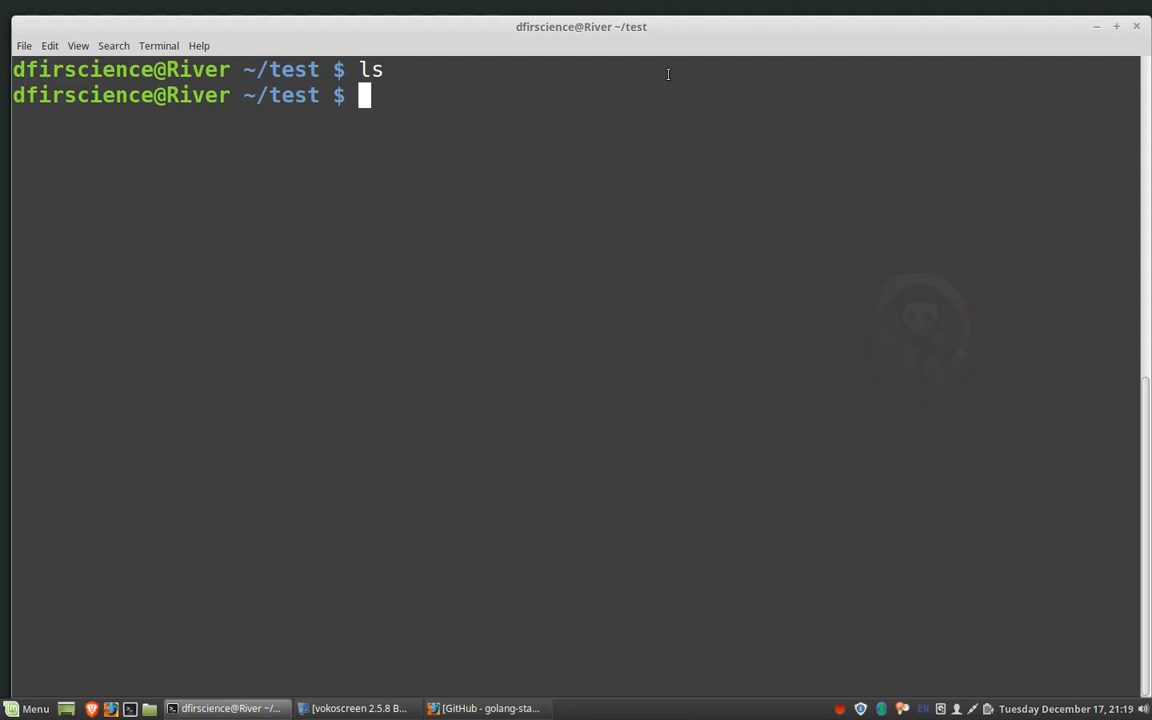 dfirscience@River ~/test
File Edit View Search Terminal Help
dfirscience@River ~/test $ ls
dfirscience@River ~/test $
Menu dfirscience@River ~/... [vokoscreen 2.5.8 B... [GitHub - golang-sta... EN Tuesday December 17, 21:19